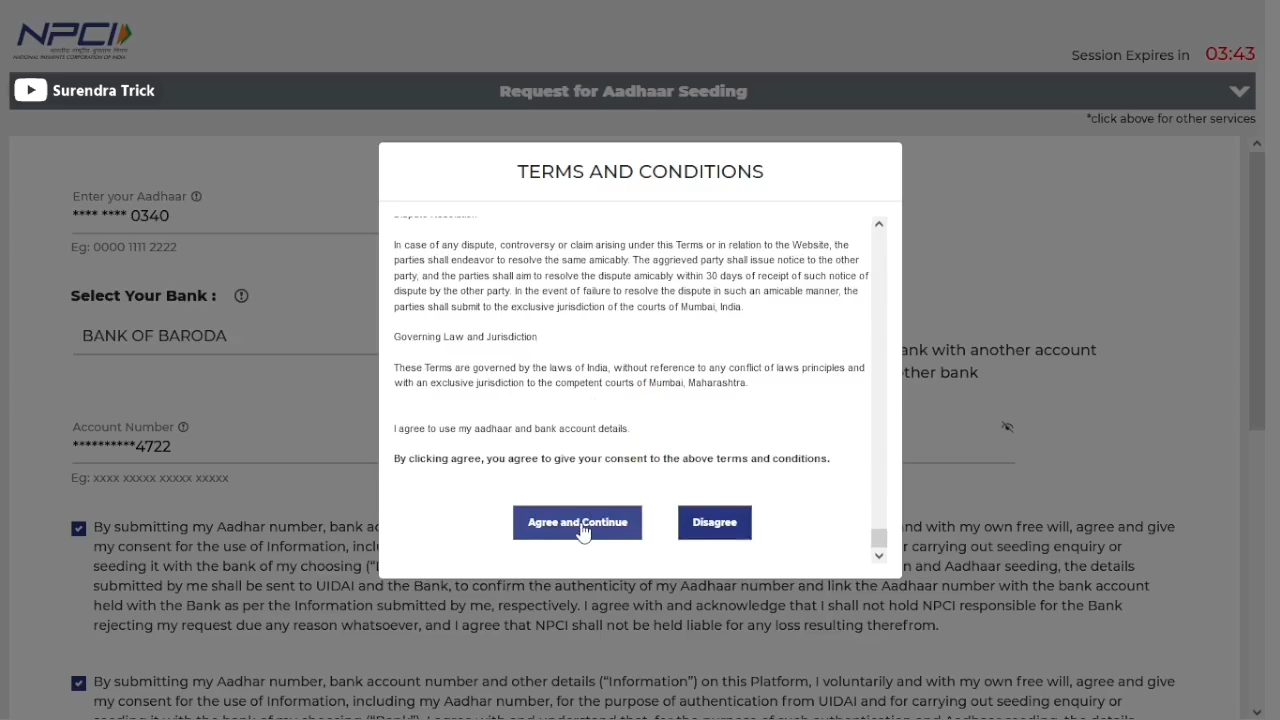 NPCI
भारतीय राष्ट्रीय भुगतान निगम
NATIONAL PAYMENTS CORPORATION OF INDIA
Session Expires in 03:43
Surendra Trick
Request for Aadhaar Seeding
*click above for other services
Enter your Aadhaar
**** **** 0340
Eg: 0000 1111 2222
Select Your Bank :
BANK OF BARODA
ank with another account
other bank
Account Number
**********4722
Eg: xxxx xxxxx xxxxx xxxxx
TERMS AND CONDITIONS
Dispute Resolution
In case of any dispute, controversy or claim arising under this Terms or in relation to the Website, the
parties shall endeavor to resolve the same amicably. The aggrieved party shall issue notice to the other
party, and the parties shall aim to resolve the dispute amicably within 30 days of receipt of such notice of
dispute by the other party. In the event of failure to resolve the dispute in such an amicable manner, the
parties shall submit to the exclusive jurisdiction of the courts of Mumbai, India.
Governing Law and Jurisdiction
These Terms are governed by the laws of India, without reference to any conflict of laws principles and
with an exclusive jurisdiction to the competent courts of Mumbai, Maharashtra.
I agree to use my aadhaar and bank account details.
By clicking agree, you agree to give your consent to the above terms and conditions.
Agree and Continue
Disagree
By submitting my Aadhar number, bank ac and with my own free will, agree and give
my consent for the use of Information, inclu r carrying out seeding enquiry or
seeding it with the bank of my choosing (“B n and Aadhaar seeding, the details
submitted by me shall be sent to UIDAI and the Bank, to confirm the authenticity of my Aadhaar number and link the Aadhaar number with the bank account
held with the Bank as per the Information submitted by me, respectively. I agree with and acknowledge that I shall not hold NPCI responsible for the Bank
rejecting my request due any reason whatsoever, and I agree that NPCI shall not be held liable for any loss resulting therefrom.
By submitting my Aadhar number, bank account number and other details (“Information”) on this Platform, I voluntarily and with my own free will, agree and give
my consent for the use of Information, including my Aadhar number, for the purpose of authentication from UIDAI and for carrying out seeding enquiry or